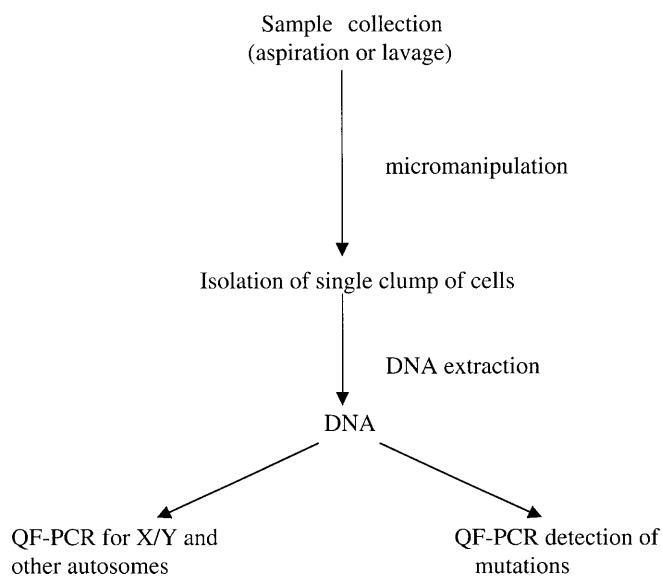 Sample collection
(aspiration or lavage)
micromanipulation
Isolation of single clump of cells
DNA extraction
DNA
QF-PCR for X/Y and
other autosomes
QF-PCR detection of
mutations